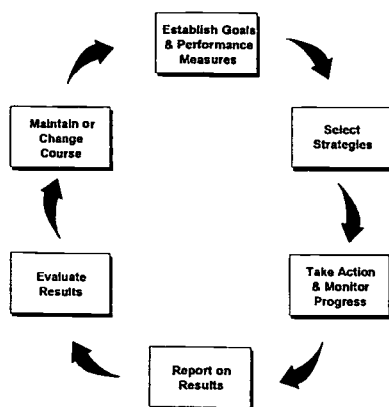 Establish Goals
& Performance
Measures
Select
Strategies
Take Action
& Monitor
Progress
Report on
Results
Evaluate
Results
Maintain or
Change
Course